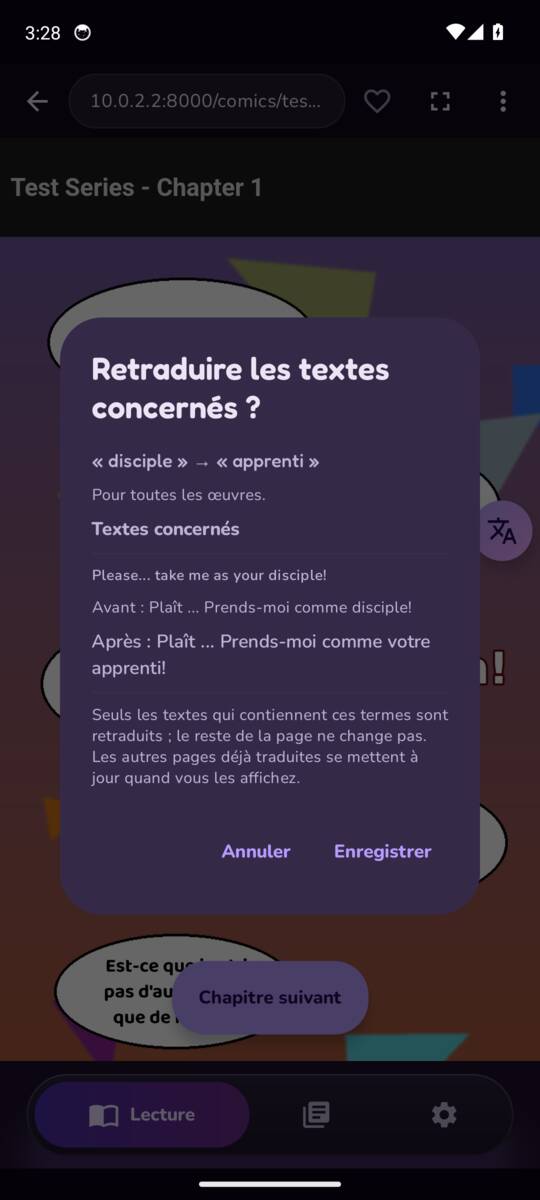 3:28
10.0.2.2:8000/comics/tes...
Test Series - Chapter 1
Retraduire les textes
concernés ?
« disciple » → « apprenti »
Pour toutes les œuvres.
Textes concernés
Please... take me as your disciple!
Avant : Plaît ... Prends-moi comme disciple!
Après : Plaît ... Prends-moi comme votre
apprenti!
Seuls les textes qui contiennent ces termes sont
retraduits ; le reste de la page ne change pas.
Les autres pages déjà traduites se mettent à
jour quand vous les affichez.
Annuler
Enregistrer
Est-ce que
pas d'au
que de
Chapitre suivant
Lecture